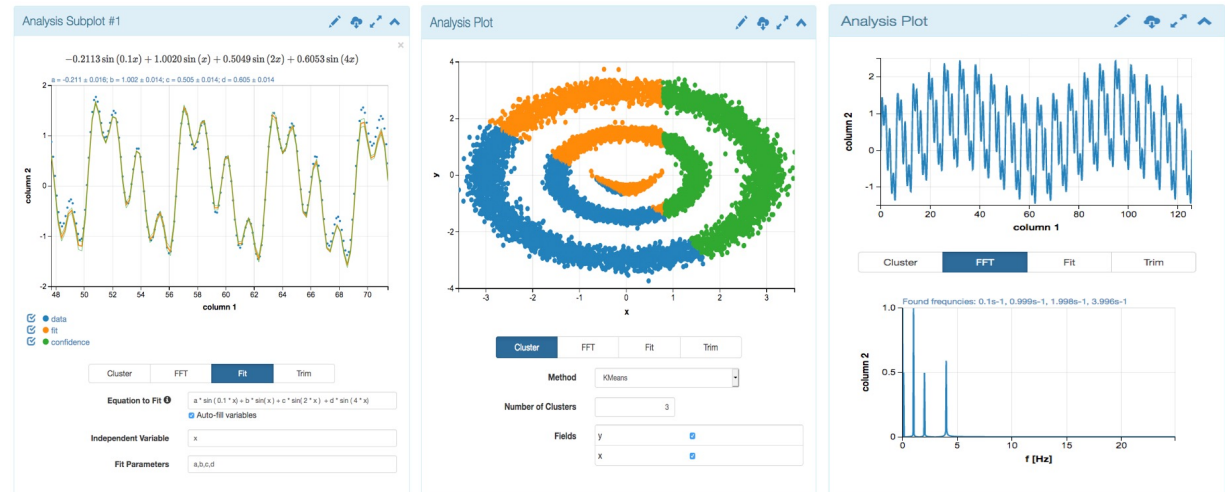 Analysis Subplot #1
×
−0.2113 sin (0.1x) + 1.0020 sin (x) + 0.5049 sin (2x) + 0.6053 sin (4x)
a = -0.211 ± 0.016; b = 1.002 ± 0.014; c = 0.505 ± 0.014; d = 0.605 ± 0.014
2
1
0
-1
-2
column 2
48 50 52 54 56 58 60 62 64 66 68 70
column 1
data
fit
confidence
Cluster FFT Fit Trim
Equation to Fit a * sin ( 0.1 * x) + b * sin( x ) + c * sin( 2 * x ) + d * sin ( 4 * x)
Auto-fill variables
Independent Variable x
Fit Parameters a,b,c,d
Analysis Plot
4
2
0
-2
-4
y
-3 -2 -1 0 1 2 3
x
Cluster FFT Fit Trim
Method KMeans
Number of Clusters 3
Fields y
x
Analysis Plot
2
1
0
-1
column 2
0 20 40 60 80 100 120
column 1
Cluster FFT Fit Trim
Found frequncies: 0.1s-1, 0.999s-1, 1.998s-1, 3.996s-1
1.0
0.5
0
column 2
0 5 10 15 20
f [Hz]